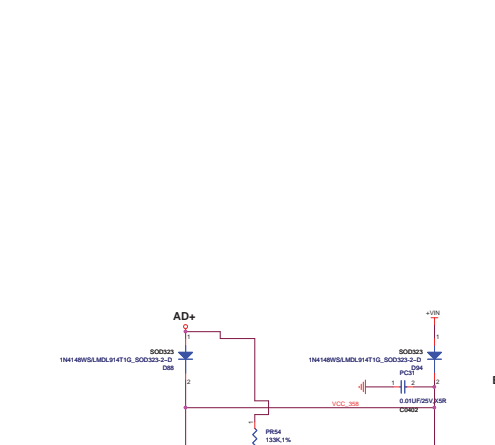 AD+
+VIN
1
1
SOD323
1N4148WS/LMDL914T1G_SOD323-2~D
D88
2
SOD323
1N4148WS/LMDL914T1G_SOD323-2~D
D94
PC31
1 2
2
0.01UF/25V,X5R
C0402
VCC_358
1
PR54
133K,1%